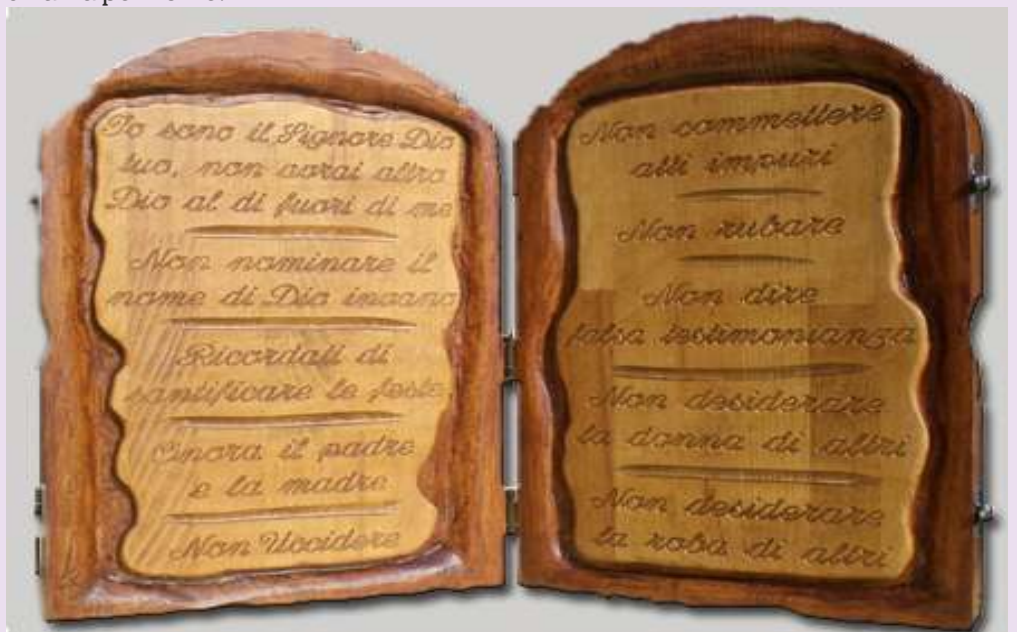 Io sono il Signore Dio
tuo, non avrai altro
Dio al di fuori di me
Non nominare il
nome di Dio invano
Ricordati di
santificare le feste
Onora il padre
e la madre
Non Uccidere
Non commettere
atti impuri
Non rubare
Non dire
falsa testimonianza
Non desiderare
la donna di altri
Non desiderare
la roba di altri